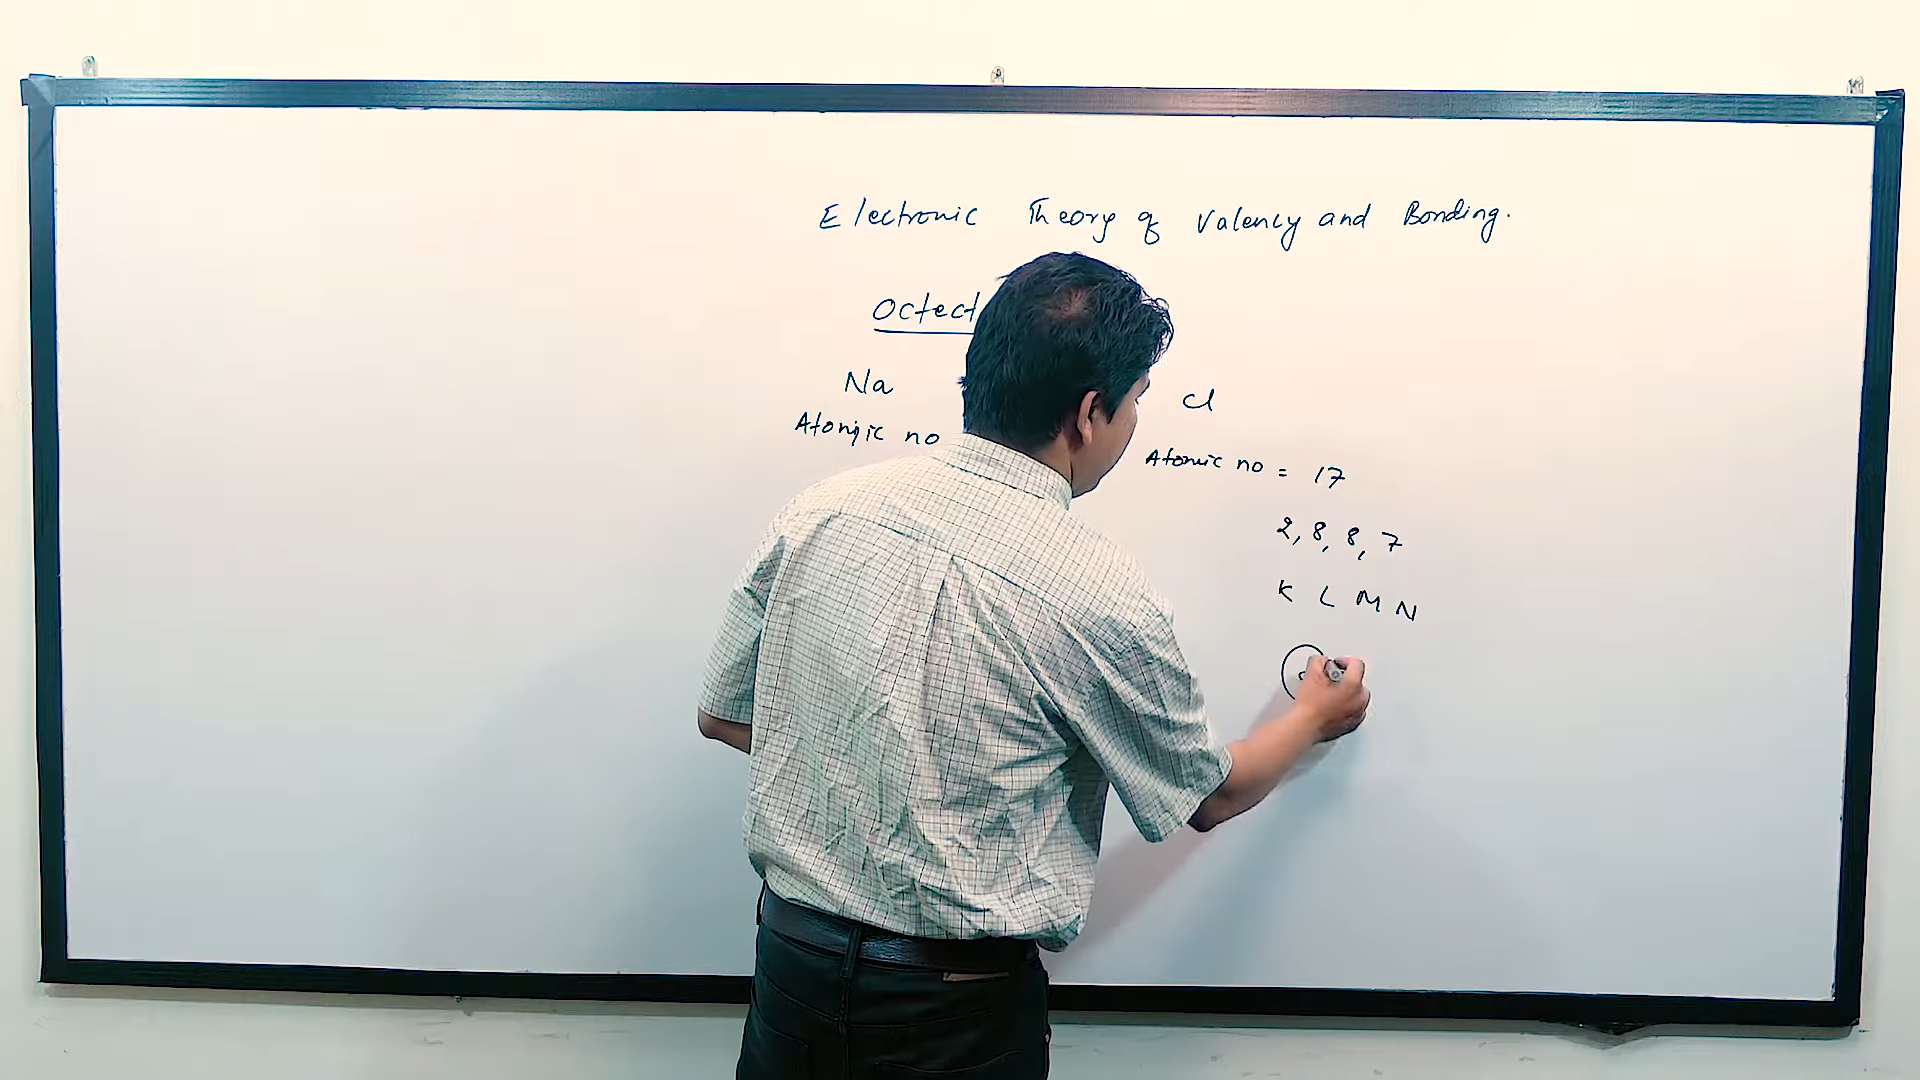 Electronic Theory of Valency and Bonding.
Octect
Na
Cl
Atomic no
Atomic no = 17
2, 8, 8, 7
K L M N